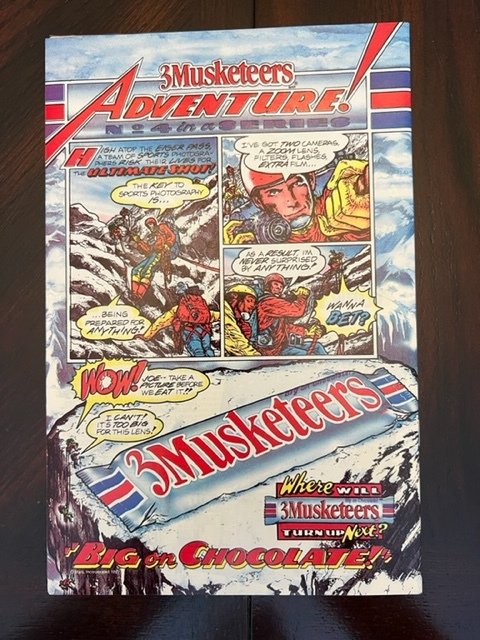 3Musketeers
ADVENTURE!
No 4 in a SERIES
HIGH ATOP THE EIGER PASS,
A TEAM OF SPORTS PHOTOGRA-
PHERS RISK THEIR LIVES FOR
THE ULTIMATE SHOT!
THE KEY TO
SPORTS PHOTOGRAPHY
IS...
...BEING
PREPARED FOR
ANYTHING!
I'VE GOT TWO CAMERAS,
A ZOOM LENS,
FILTERS, FLASHES,
EXTRA FILM...
AS A RESULT, I'M
NEVER SURPRISED
BY ANYTHING!
WANNA
BET?
WOW!
JOE-- TAKE A
PICTURE BEFORE
WE EAT IT!!
I CAN'T!
IT'S TOO BIG
FOR THIS LENS!
3Musketeers
Where WILL
3Musketeers
TURN UP Next?
"BIG on CHOCOLATE!"